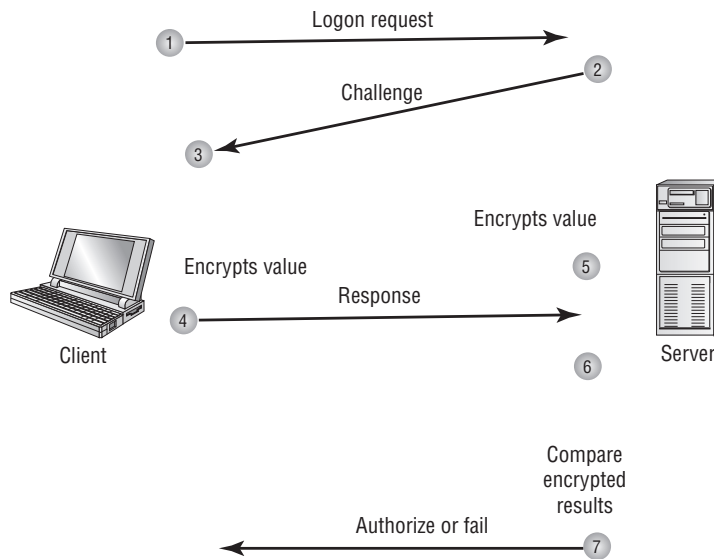 Logon request
1
2
Challenge
3
Encrypts value
Encrypts value
5
Response
4
Client
Server
6
Compare
encrypted
results
Authorize or fail
7